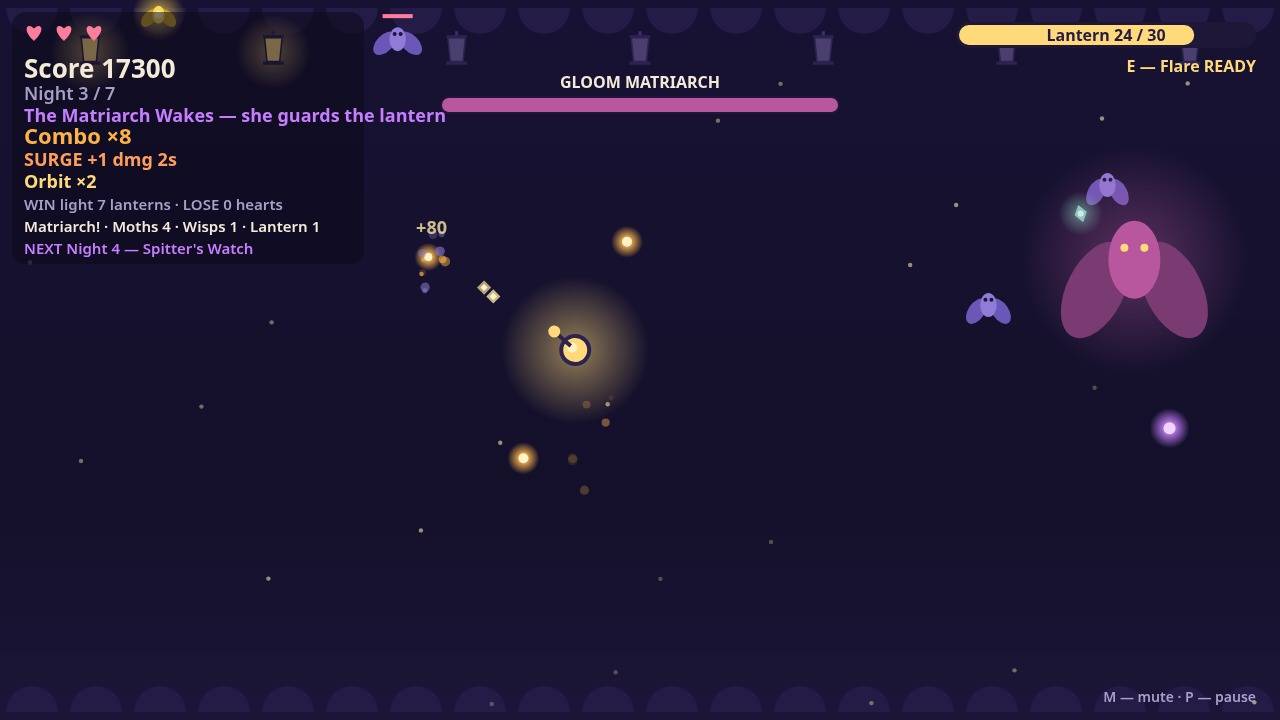 Score 17300
Night 3 / 7
The Matriarch Wakes — she guards the lantern
Combo ×8
SURGE +1 dmg 2s
Orbit ×2
WIN light 7 lanterns · LOSE 0 hearts
Matriarch! · Moths 4 · Wisps 1 · Lantern 1
NEXT Night 4 — Spitter's Watch
GLOOM MATRIARCH
Lantern 24 / 30
E — Flare READY
+80
M — mute · P — pause